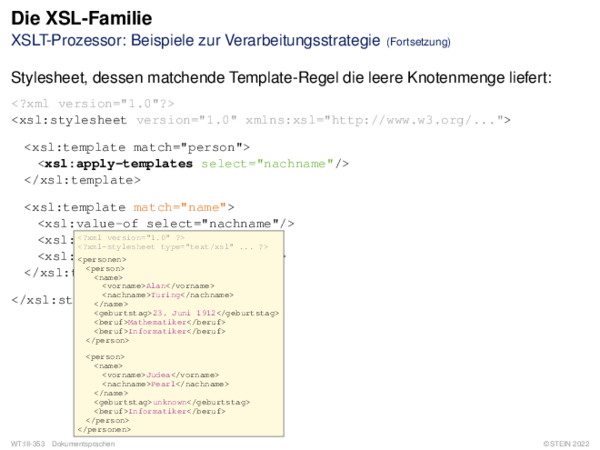 Die XSL-Familie
XSLT-Prozessor: Beispiele zur Verarbeitungsstrategie (Fortsetzung)
Stylesheet, dessen matchende Template-Regel die leere Knotenmenge liefert:
<?xml version="1.0"?>
<xsl:stylesheet version="1.0" xmlns:xsl="http://www.w3.org/...">
<xsl:template match="person">
<xsl:apply-templates select="nachname"/>
</xsl:template>
<xsl:template match="name">
<xsl:value-of select="nachname"/>
<xsl:
<xsl:
</xsl:
</xsl:st
<?xml version="1.0" ?>
<?xml-stylesheet type="text/xsl" ... ?>
<personen>
<person>
<name>
<vorname>Alan</vorname>
<nachname>Turing</nachname>
</name>
<geburtstag>23. Juni 1912</geburtstag>
<beruf>Mathematiker</beruf>
<beruf>Informatiker</beruf>
</person>
<person>
<name>
<vorname>Judea</vorname>
<nachname>Pearl</nachname>
</name>
<geburtstag>unknown</geburtstag>
<beruf>Informatiker</beruf>
</person>
</personen>
WT:III-353 Dokumentsprachen
©STEIN 2022